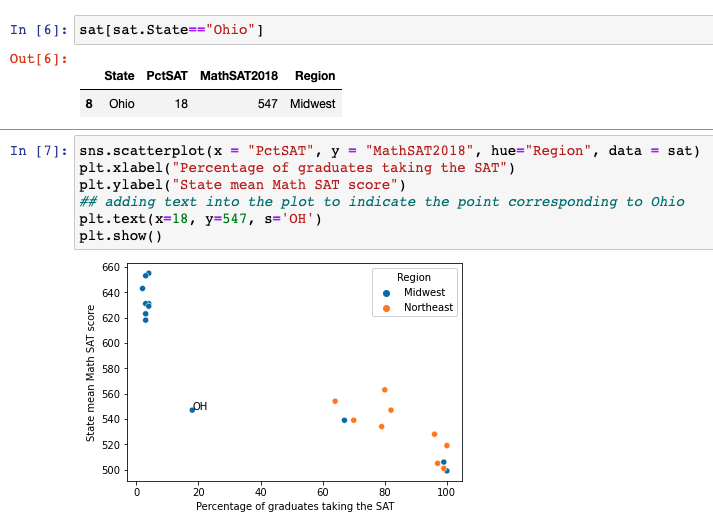 In [6]: sat[sat.State=="Ohio"]
Out[6]:
State PctSAT MathSAT2018 Region
8 Ohio 18 547 Midwest
In [7]: sns.scatterplot(x = "PctSAT", y = "MathSAT2018", hue="Region", data = sat)
plt.xlabel("Percentage of graduates taking the SAT")
plt.ylabel("State mean Math SAT score")
## adding text into the plot to indicate the point corresponding to Ohio
plt.text(x=18, y=547, s='OH')
plt.show()
Region
Midwest
Northeast
State mean Math SAT score
660
640
620
600
580
560
540
520
500
OH
0 20 40 60 80 100
Percentage of graduates taking the SAT